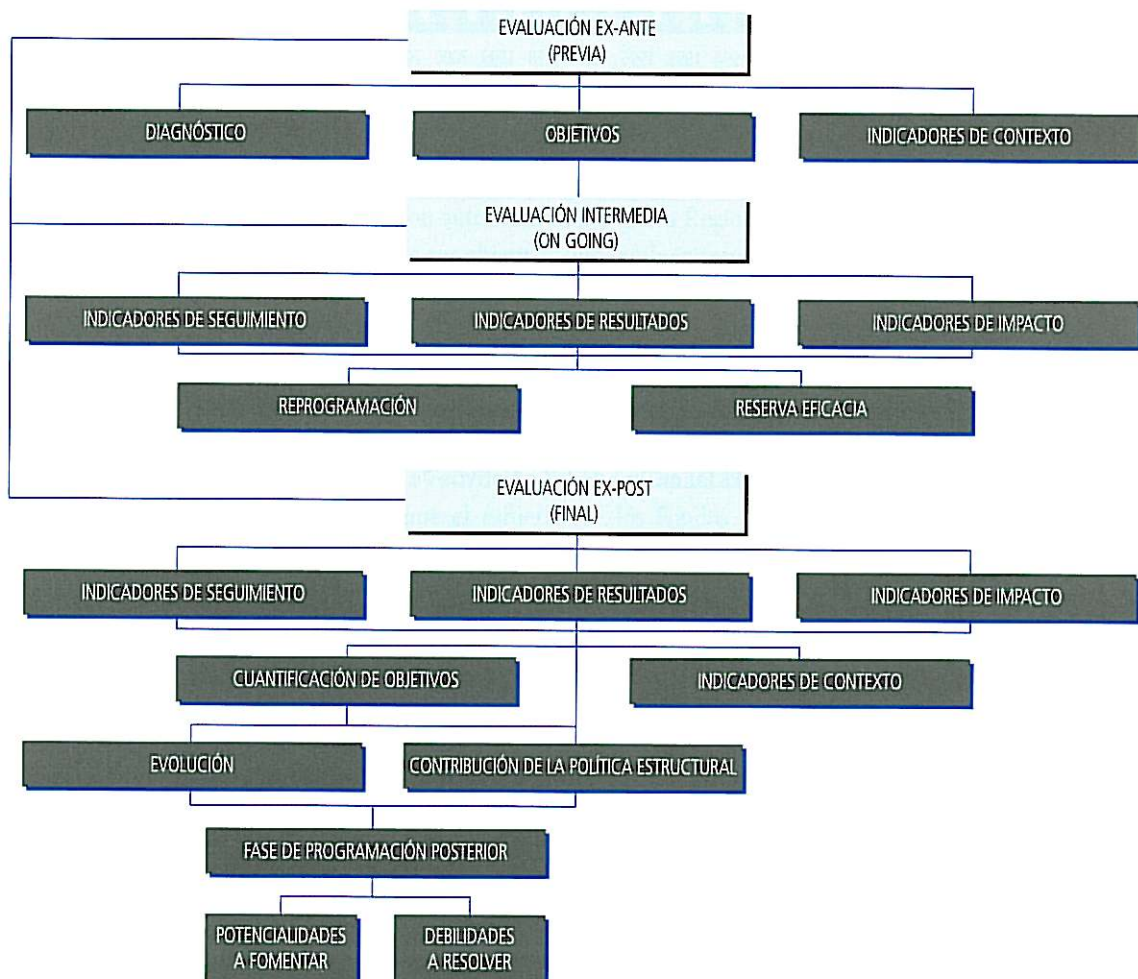 EVALUACIÓN EX-ANTE
(PREVIA)
DIAGNÓSTICO
OBJETIVOS
INDICADORES DE CONTEXTO
EVALUACIÓN INTERMEDIA
(ON GOING)
INDICADORES DE SEGUIMIENTO
INDICADORES DE RESULTADOS
INDICADORES DE IMPACTO
REPROGRAMACIÓN
RESERVA EFICACIA
EVALUACIÓN EX-POST
(FINAL)
INDICADORES DE SEGUIMIENTO
INDICADORES DE RESULTADOS
INDICADORES DE IMPACTO
CUANTIFICACIÓN DE OBJETIVOS
INDICADORES DE CONTEXTO
EVOLUCIÓN
CONTRIBUCIÓN DE LA POLÍTICA ESTRUCTURAL
FASE DE PROGRAMACIÓN POSTERIOR
POTENCIALIDADES
A FOMENTAR
DEBILIDADES
A RESOLVER